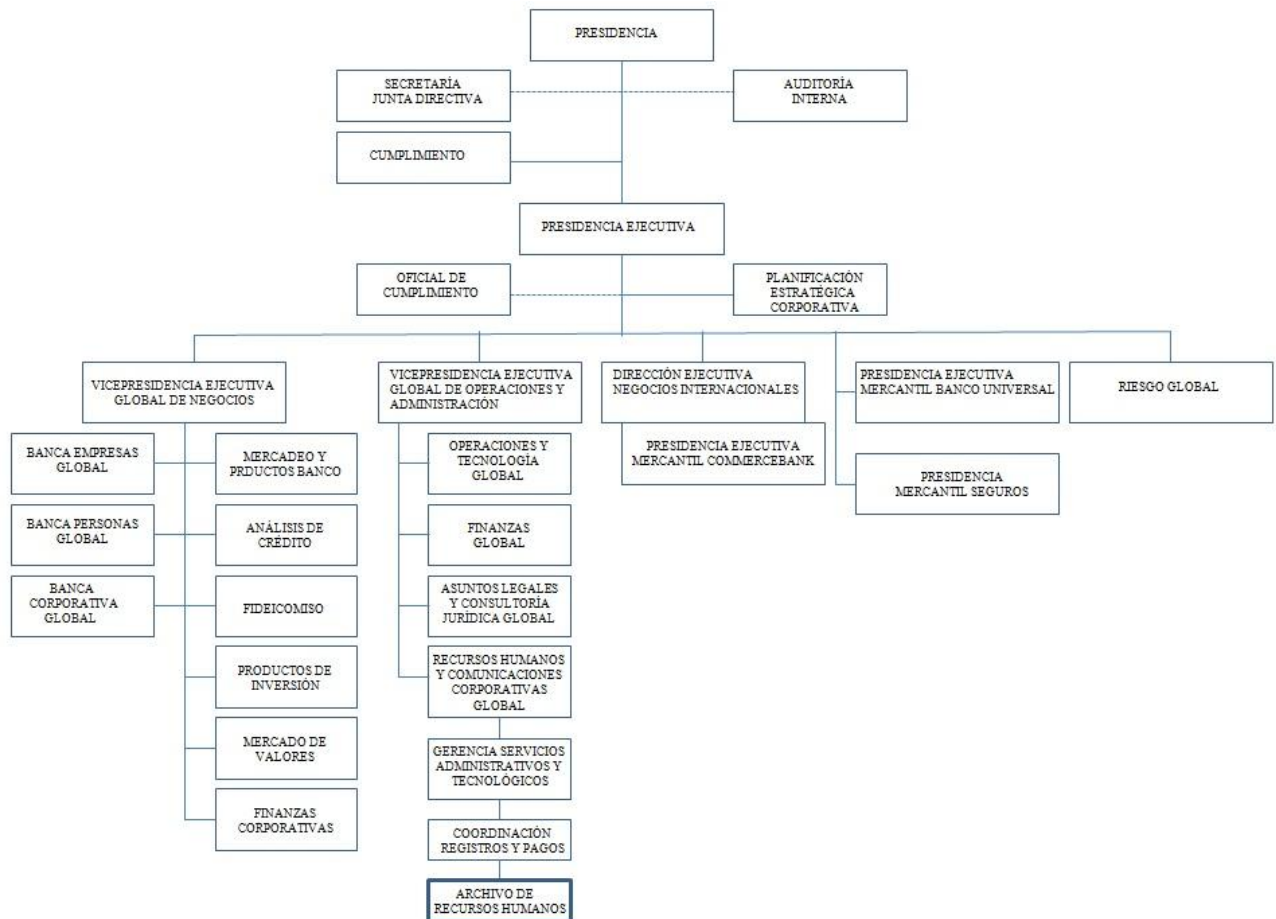 PRESIDENCIA
SECRETARÍA
JUNTA DIRECTIVA
AUDITORÍA
INTERNA
CUMPLIMIENTO
PRESIDENCIA EJECUTIVA
OFICIAL DE
CUMPLIMIENTO
PLANIFICACIÓN
ESTRATÉGICA
CORPORATIVA
VICEPRESIDENCIA EJECUTIVA
GLOBAL DE NEGOCIOS
VICEPRESIDENCIA EJECUTIVA
GLOBAL DE OPERACIONES Y
ADMINISTRACIÓN
DIRECCIÓN EJECUTIVA
NEGOCIOS INTERNACIONALES
PRESIDENCIA EJECUTIVA
MERCANTIL BANCO UNIVERSAL
RIESGO GLOBAL
PRESIDENCIA EJECUTIVA
MERCANTIL COMMERCEBANK
PRESIDENCIA
MERCANTIL SEGUROS
BANCA EMPRESAS
GLOBAL
MERCADEO Y
PRDUCTOS BANCO
BANCA PERSONAS
GLOBAL
ANÁLISIS DE
CRÉDITO
BANCA
CORPORATIVA
GLOBAL
FIDEICOMISO
PRODUCTOS DE
INVERSIÓN
MERCADO DE
VALORES
FINANZAS
CORPORATIVAS
OPERACIONES Y
TECNOLOGÍA
GLOBAL
FINANZAS
GLOBAL
ASUNTOS LEGALES
Y CONSULTORÍA
JURÍDICA GLOBAL
RECURSOS HUMANOS
Y COMUNICACIONES
CORPORATIVAS
GLOBAL
GERENCIA SERVICIOS
ADMINISTRATIVOS Y
TECNOLÓGICOS
COORDINACIÓN
REGISTROS Y PAGOS
ARCHIVO DE
RECURSOS HUMANOS